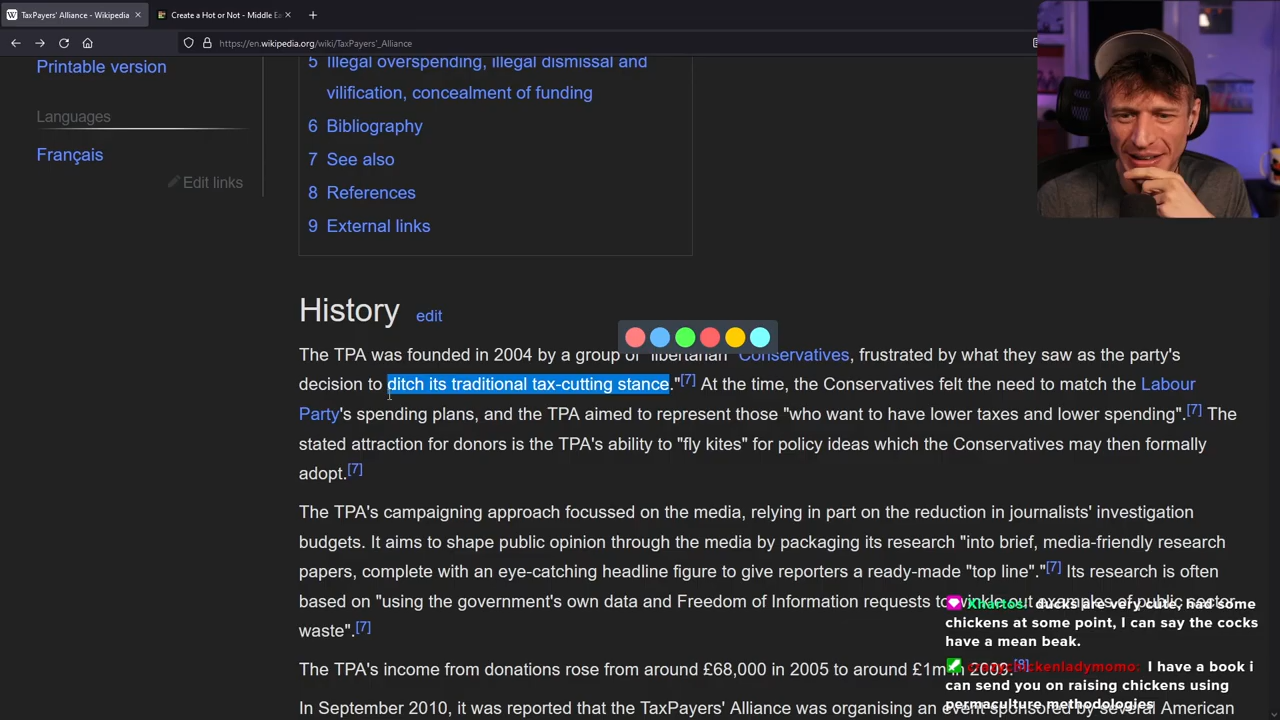 TaxPayers' Alliance - Wikipedia
Create a Hot or Not - Middle Ea
https://en.wikipedia.org/wiki/TaxPayers'_Alliance
Printable version
Languages
Français
Edit links
5 Illegal overspending, illegal dismissal and
vilification, concealment of funding
6 Bibliography
7 See also
8 References
9 External links
History edit
The TPA was founded in 2004 by a group of "libertarian" Conservatives, frustrated by what they saw as the party's
decision to ditch its traditional tax-cutting stance."[7] At the time, the Conservatives felt the need to match the Labour
Party's spending plans, and the TPA aimed to represent those "who want to have lower taxes and lower spending".[7] The
stated attraction for donors is the TPA's ability to "fly kites" for policy ideas which the Conservatives may then formally
adopt.[7]
The TPA's campaigning approach focussed on the media, relying in part on the reduction in journalists' investigation
budgets. It aims to shape public opinion through the media by packaging its research "into brief, media-friendly research
papers, complete with an eye-catching headline figure to give reporters a ready-made "top line"."[7] Its research is often
based on "using the government's own data and Freedom of Information requests to winkle out examples of public sector
waste".[7]
The TPA's income from donations rose from around £68,000 in 2005 to around £1m in 2009.[8]
In September 2010, it was reported that the TaxPayers' Alliance was organising an event sponsored by several American
Xhartos: ducks are very cute, had some
chickens at some point, I can say the cocks
have a mean beak.
crazychickenladymomo: I have a book i
can send you on raising chickens using
permaculture methodologies